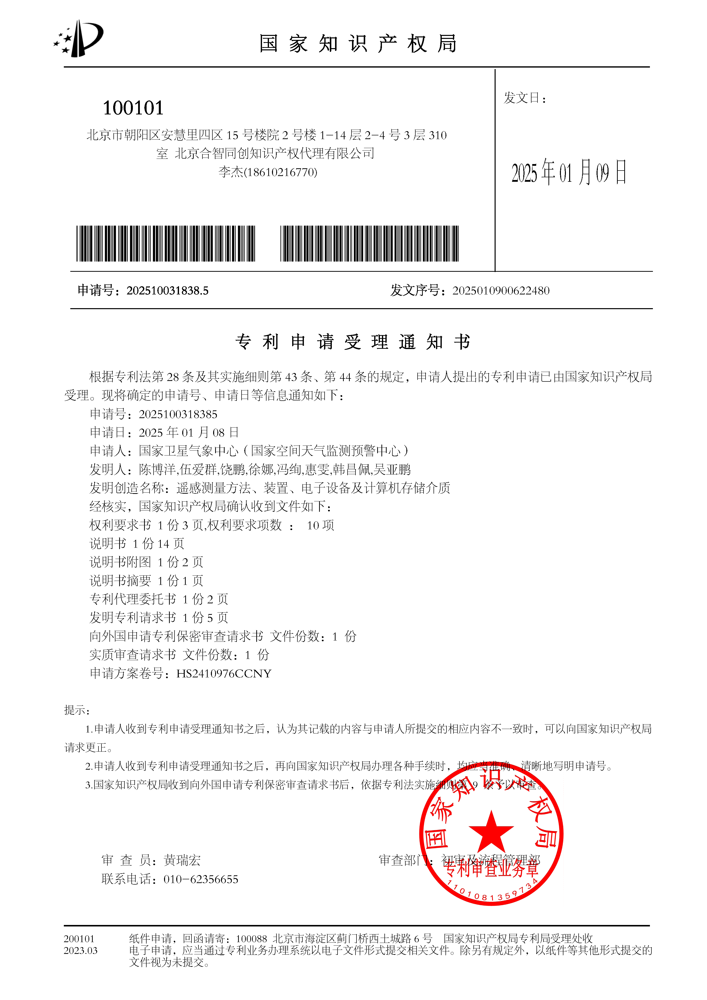 国家知识产权局
100101
发文日：
北京市朝阳区安慧里四区 15 号楼院 2 号楼 1-14 层 2-4 号 3 层 310
室 北京合智同创知识产权代理有限公司
李杰(18610216770)
2025 年 01 月 09 日
申请号：202510031838.5
发文序号：2025010900622480
专利申请受理通知书
根据专利法第 28 条及其实施细则第 43 条、第 44 条的规定，申请人提出的专利申请已由国家知识产权局
受理。现将确定的申请号、申请日等信息通知如下：
申请号：2025100318385
申请日：2025 年 01 月 08 日
申请人：国家卫星气象中心（国家空间天气监测预警中心）
发明人：陈博洋,伍爱群,饶鹏,徐娜,冯绚,惠雯,韩昌佩,吴亚鹏
发明创造名称：遥感测量方法、装置、电子设备及计算机存储介质
经核实，国家知识产权局确认收到文件如下：
权利要求书 1 份 3 页,权利要求项数 ： 10 项
说明书 1 份 14 页
说明书附图 1 份 2 页
说明书摘要 1 份 1 页
专利代理委托书 1 份 2 页
发明专利请求书 1 份 5 页
向外国申请专利保密审查请求书 文件份数：1 份
实质审查请求书 文件份数：1 份
申请方案卷号：HS2410976CCNY
提示：
1.申请人收到专利申请受理通知书之后，认为其记载的内容与申请人所提交的相应内容不一致时，可以向国家知识产权局
请求更正。
2.申请人收到专利申请受理通知书之后，再向国家知识产权局办理各种手续时，均应当准确、清晰地写明申请号。
3.国家知识产权局收到向外国申请专利保密审查请求书后，依据专利法实施细则第 9 条予以审查。
国家知识产权局
专利审查业务章
1101081359734
审 查 员：黄瑞宏
审查部门：初审及流程管理部
联系电话：010-62356655
200101
2023.03
纸件申请，回函请寄：100088 北京市海淀区蓟门桥西土城路 6 号 国家知识产权局专利局受理处收
电子申请，应当通过专利业务办理系统以电子文件形式提交相关文件。除另有规定外，以纸件等其他形式提交的
文件视为未提交。